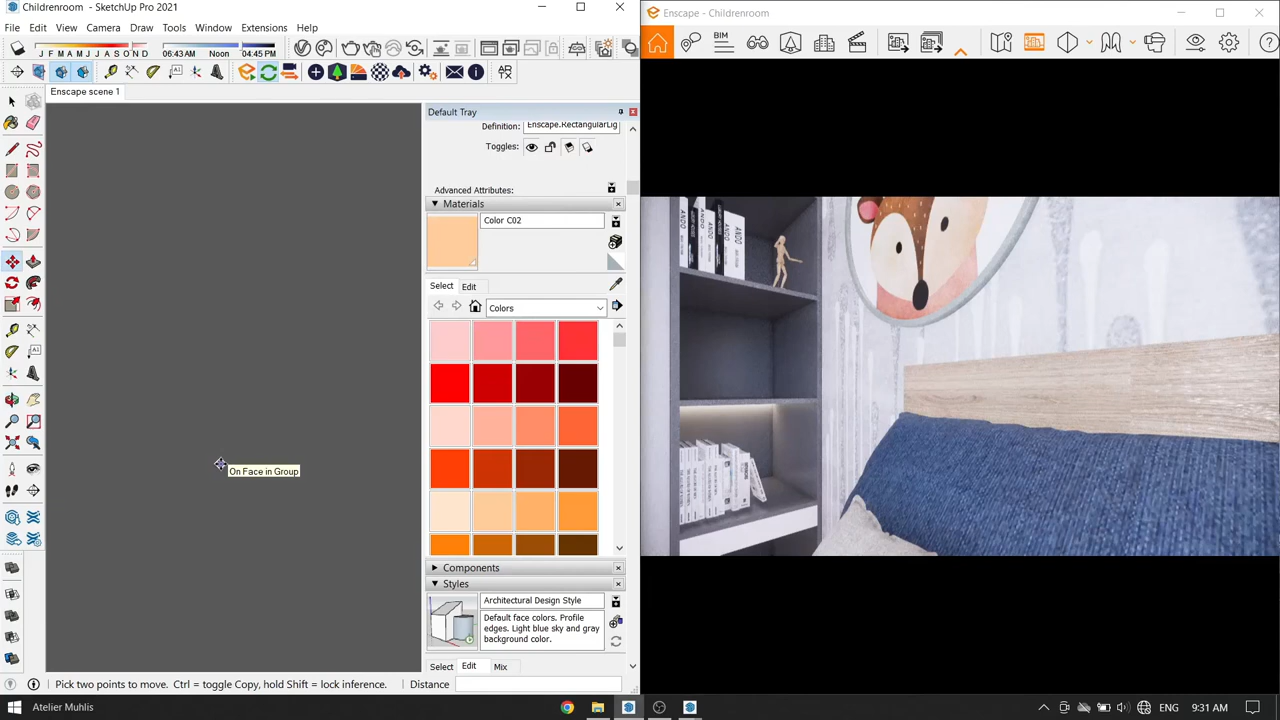 Childrenroom - SketchUp Pro 2021
Enscape - Childrenroom
File Edit View Camera Draw Tools Window Extensions Help
J F M A M J J A S O N D
06:43 AM Noon 04:45 PM
BIM
Enscape scene 1
Default Tray
Definition: Enscape.RectangularLig
Toggles:
Advanced Attributes:
Materials
Color C02
Select Edit
Colors
On Face in Group
Components
Styles
Architectural Design Style
Default face colors. Profile
edges. Light blue sky and gray
background color.
Select Edit Mix
Pick two points to move. Ctrl = toggle Copy, hold Shift = lock inference. Distance
Atelier Muhlis
ENG 9:31 AM
ANDO
ANDO
ANDO